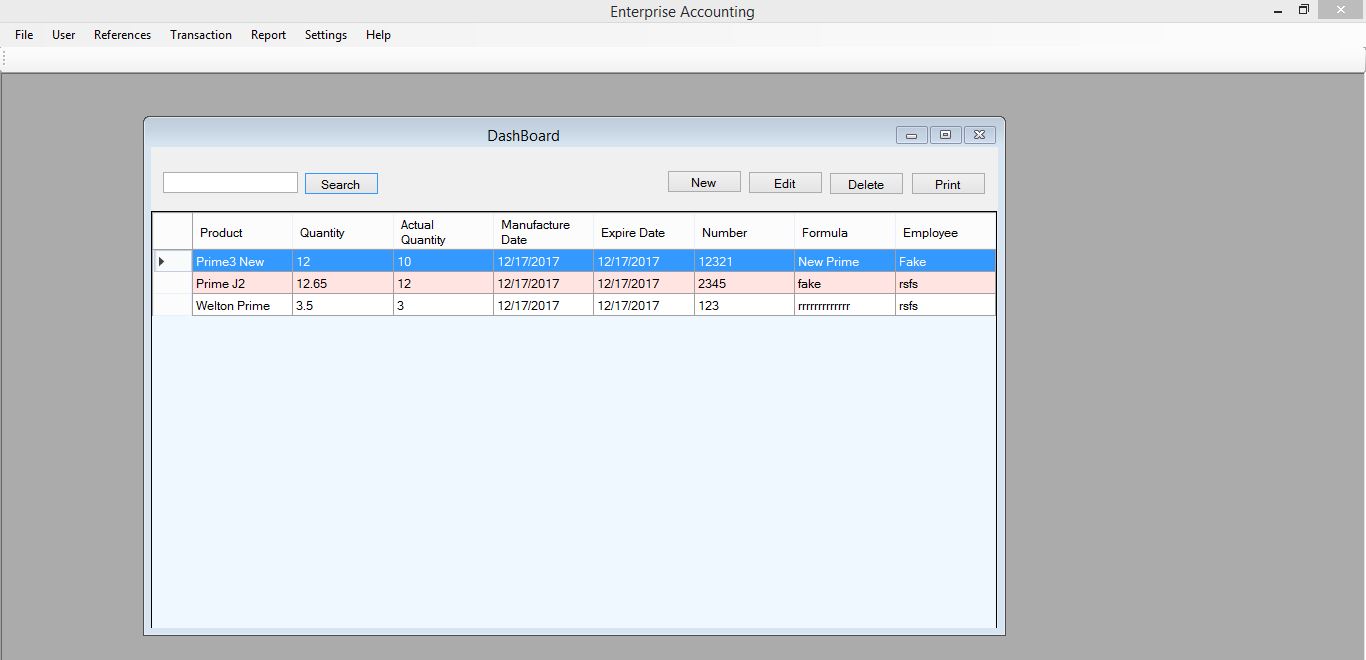 Enterprise Accounting
File User References Transaction Report Settings Help
DashBoard
Search New Edit Delete Print
Product Quantity Actual Quantity Manufacture Date Expire Date Number Formula Employee
Prime3 New 12 10 12/17/2017 12/17/2017 12321 New Prime Fake
Prime J2 12.65 12 12/17/2017 12/17/2017 2345 fake rsfs
Welton Prime 3.5 3 12/17/2017 12/17/2017 123 rrrrrrrrrrrrr rsfs